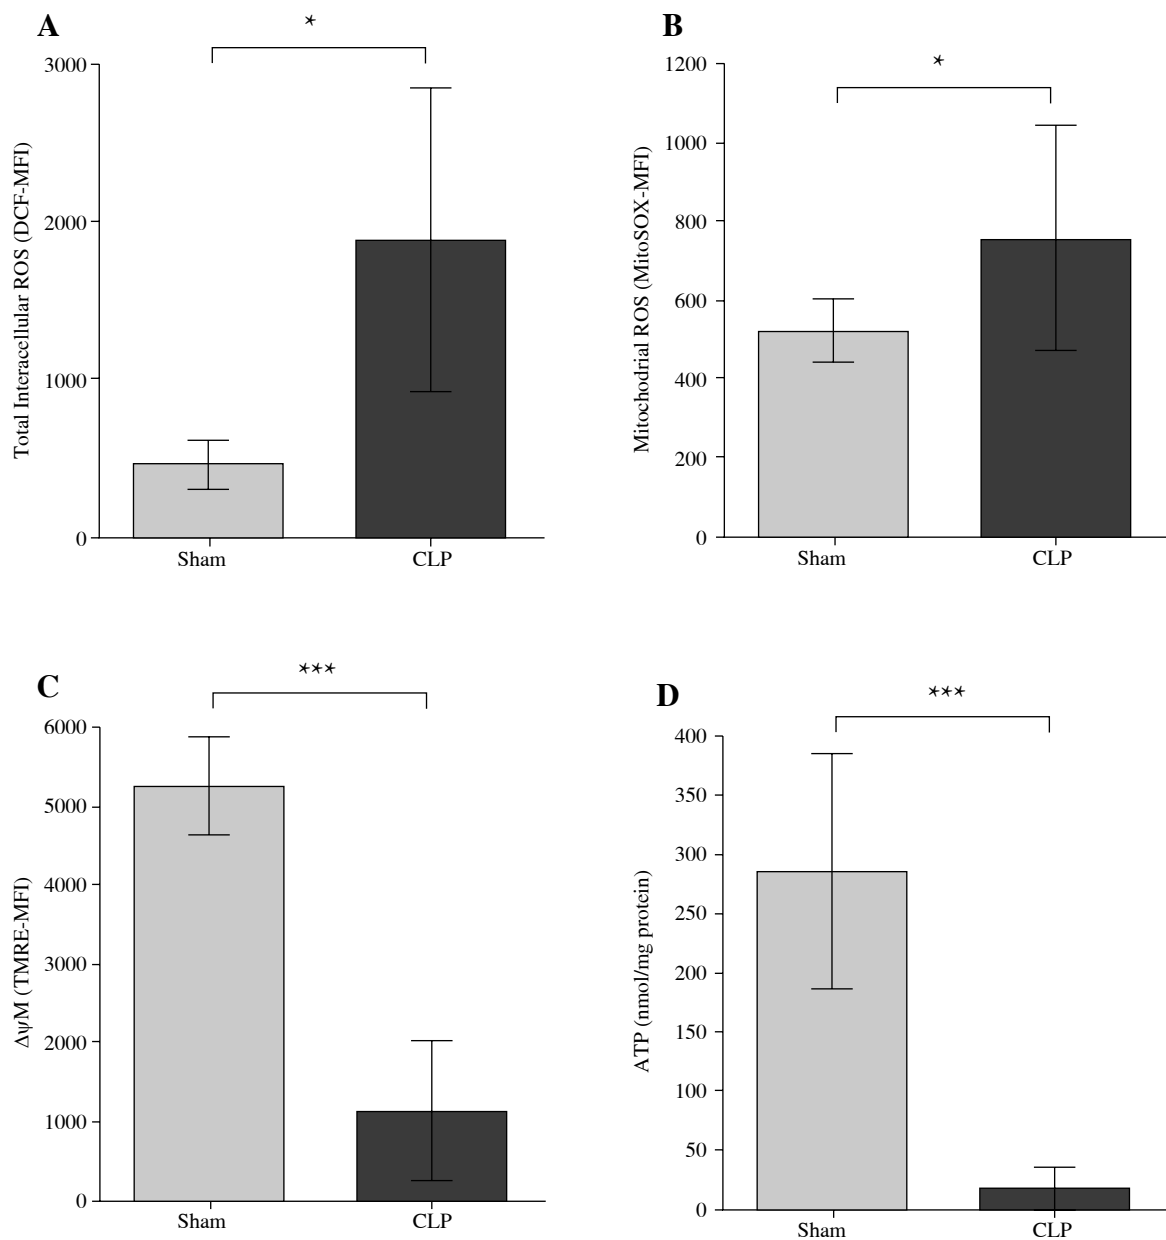 A
*
3000
2000
1000
0
Total Interacellular ROS (DCF-MFI)
Sham
CLP
B
*
1200
1000
800
600
400
200
0
Mitochodrial ROS (MitoSOX-MFI)
Sham
CLP
C
***
6000
5000
4000
3000
2000
1000
0
ΔψM (TMRE-MFI)
Sham
CLP
D
***
400
350
300
250
200
150
100
50
0
ATP (nmol/mg protein)
Sham
CLP